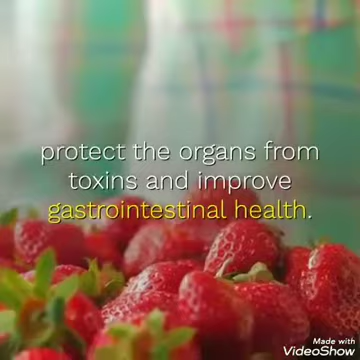 protect the organs from
toxins and improve
gastrointestinal health.
Made with
VideoShow